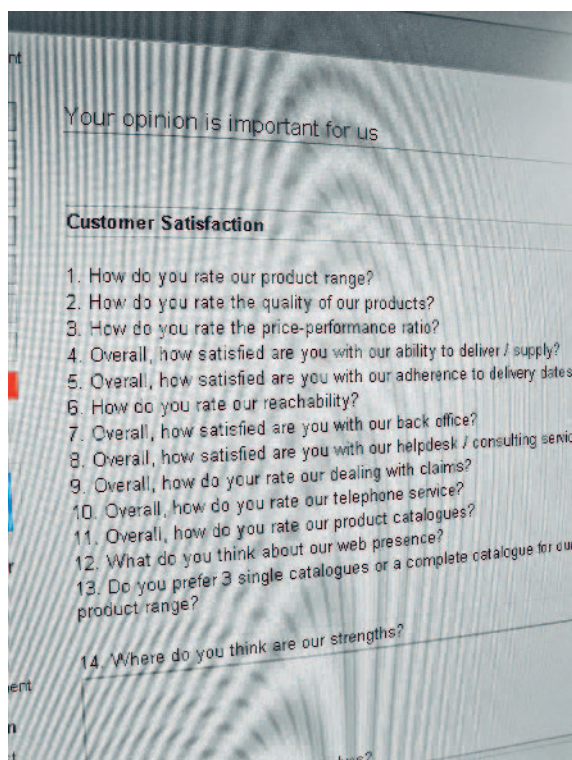 nt
Your opinion is important for us
Customer Satisfaction
1. How do you rate our product range?
2. How do you rate the quality of our products?
3. How do you rate the price-performance ratio?
4. Overall, how satisfied are you with our ability to deliver / supply?
5. Overall, how satisfied are you with our adherence to delivery dates
6. How do you rate our reachability?
7. Overall, how satisfied are you with our back office?
8. Overall, how satisfied are you with our helpdesk / consulting servic
9. Overall, how do your rate our dealing with claims?
10. Overall, how do you rate our telephone service?
11. Overall, how do you rate our product catalogues?
12. What do you think about our web presence?
13. Do you prefer 3 single catalogues or a complete catalogue for our
product range?
14. Where do you think are our strengths?
ent